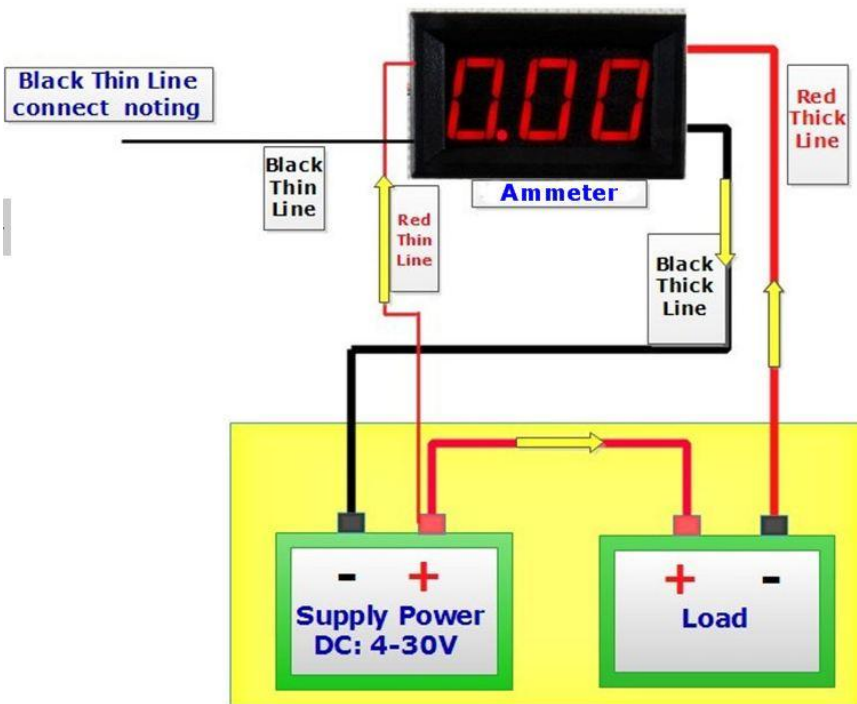 Black Thin Line
connect noting
0.00
Ammeter
Red
Thick
Line
Black
Thin
Line
Red
Thin
Line
Black
Thick
Line
- +
Supply Power
DC: 4-30V
+ -
Load